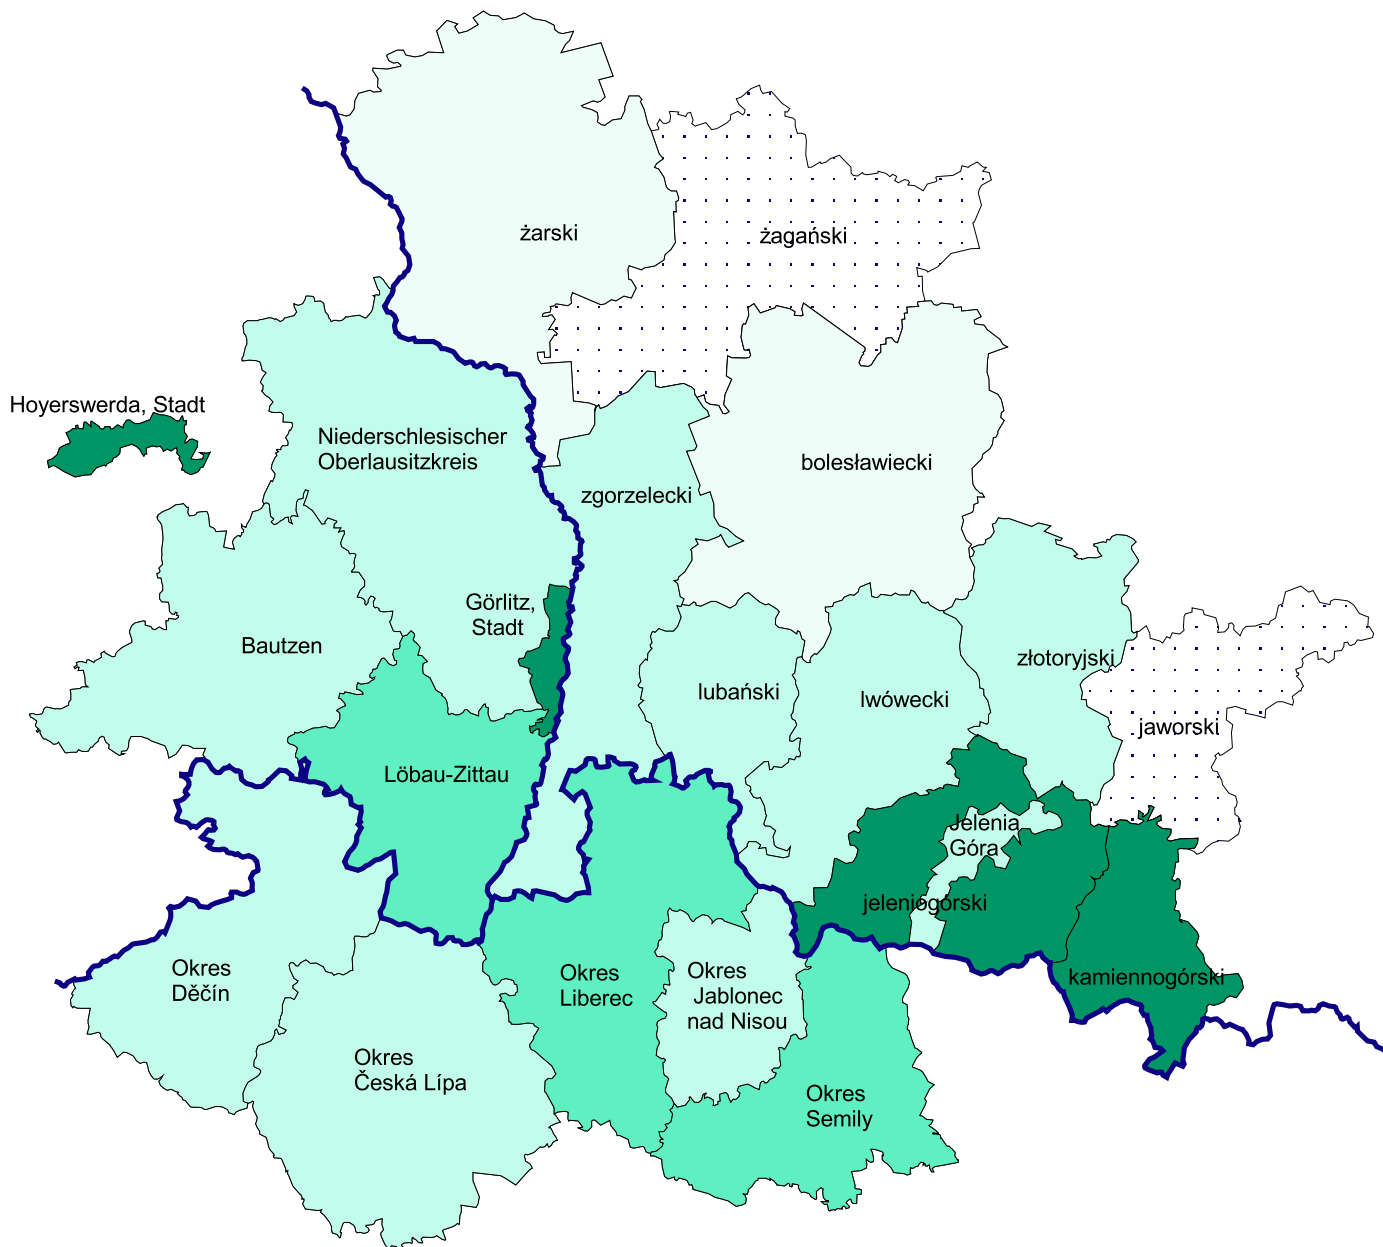 żarski
żagański
Hoyerswerda, Stadt
Niederschlesischer
Oberlausitzkreis
bolesławiecki
zgorzelecki
Görlitz,
Stadt
Bautzen
złotoryjski
lubański
lwówecki
jaworski
Löbau-Zittau
Jelenia
Góra
jeleniogórski
Okres
Děčín
Okres
Liberec
Okres
Jablonec
nad Nisou
kamiennogórski
Okres
Česká Lípa
Okres
Semily